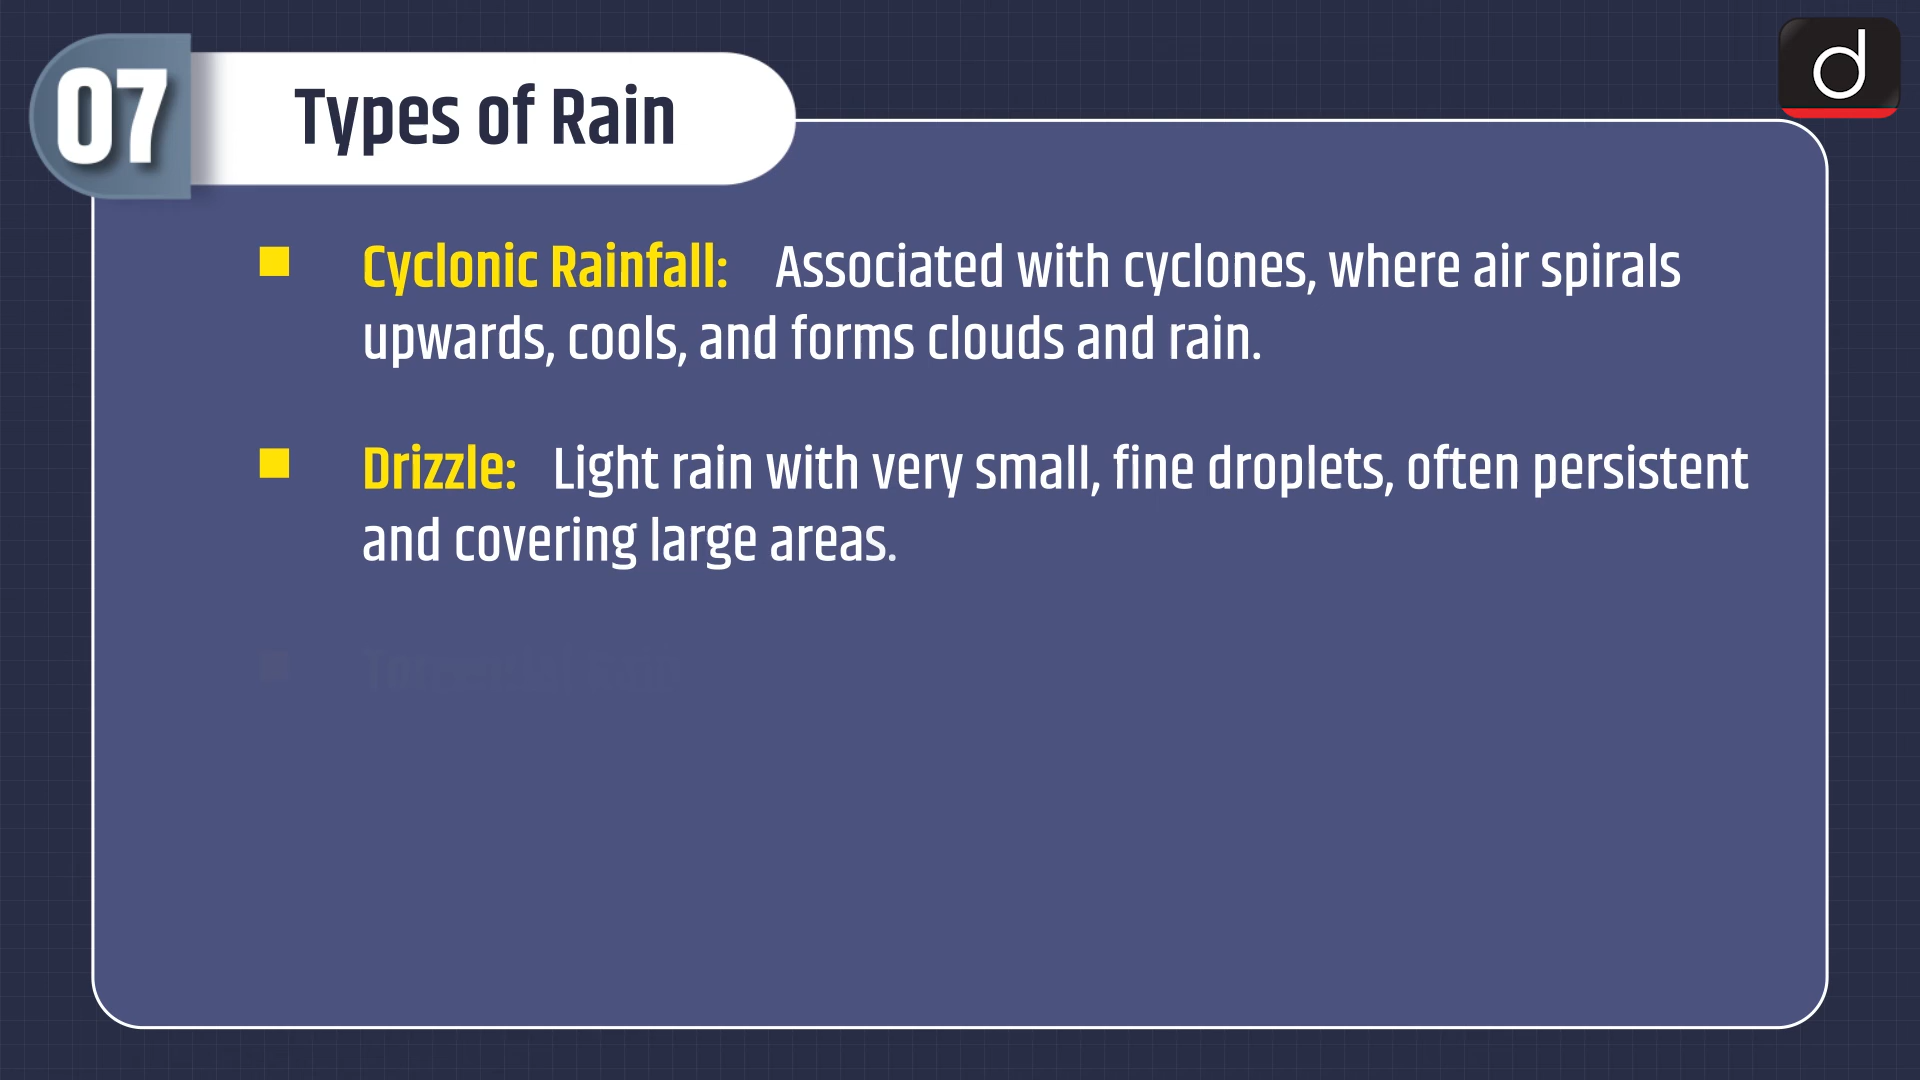 07
Types of Rain
d
Cyclonic Rainfall: Associated with cyclones, where air spirals
upwards, cools, and forms clouds and rain.
Drizzle: Light rain with very small, fine droplets, often persistent
and covering large areas.